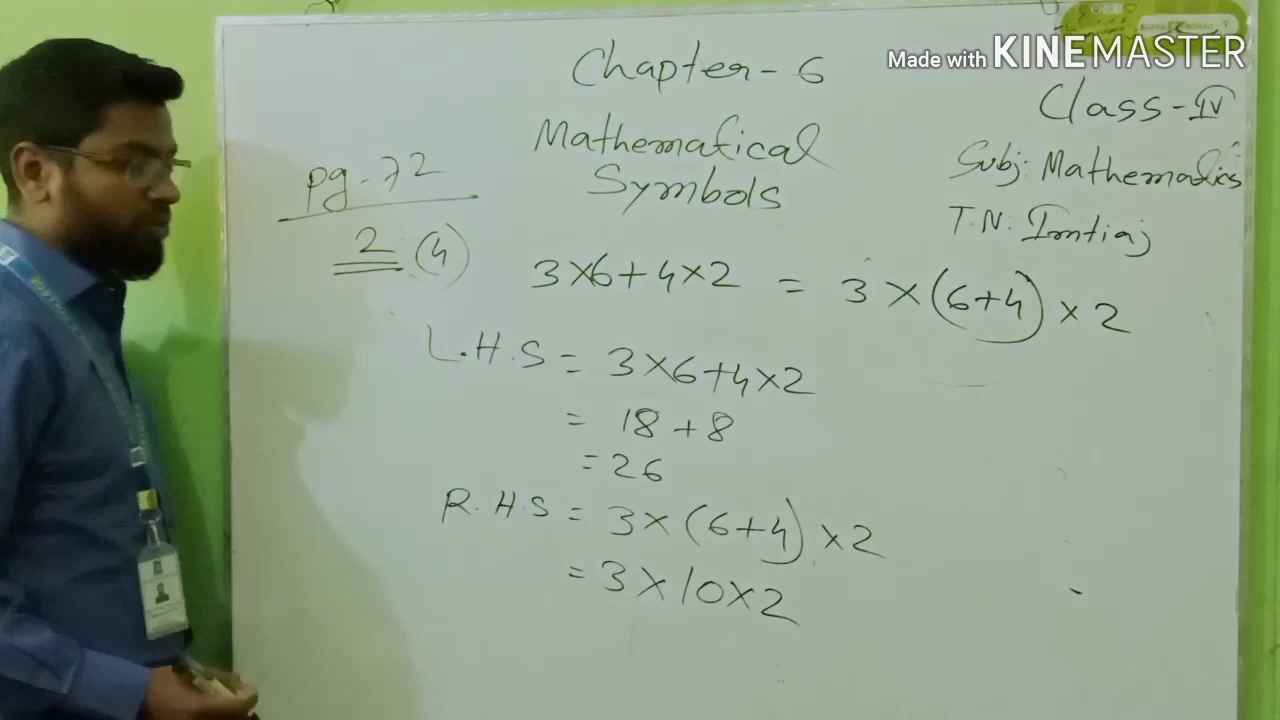 Made with KINEMASTER
Chapter - 6
Class - IV
Mathematical
Symbols
Subj: Mathematics
T.N: Imtiaj
pg - 72
2 (4)
3×6+4×2 = 3×(6+4)×2
L.H.S = 3×6+4×2
= 18+8
= 26
R.H.S = 3×(6+4)×2
= 3×10×2